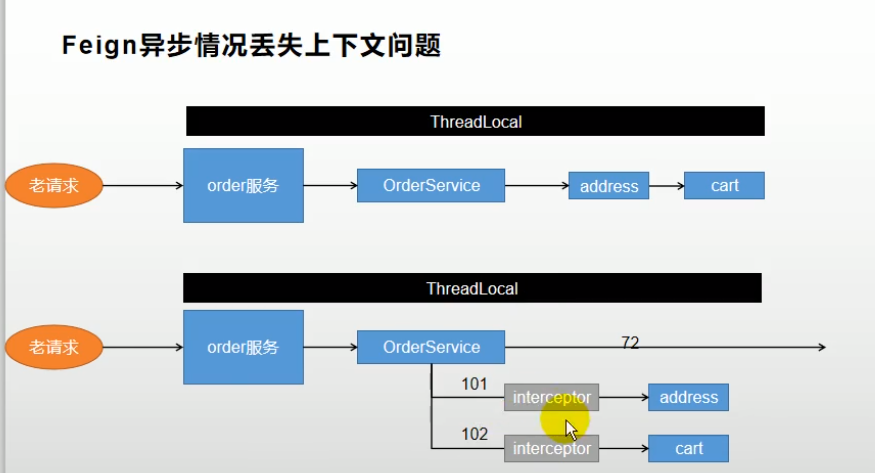 Feign异步情况丢失上下文问题
ThreadLocal
老请求
order服务
OrderService
address
cart
ThreadLocal
老请求
order服务
OrderService
72
101
interceptor
address
102
interceptor
cart